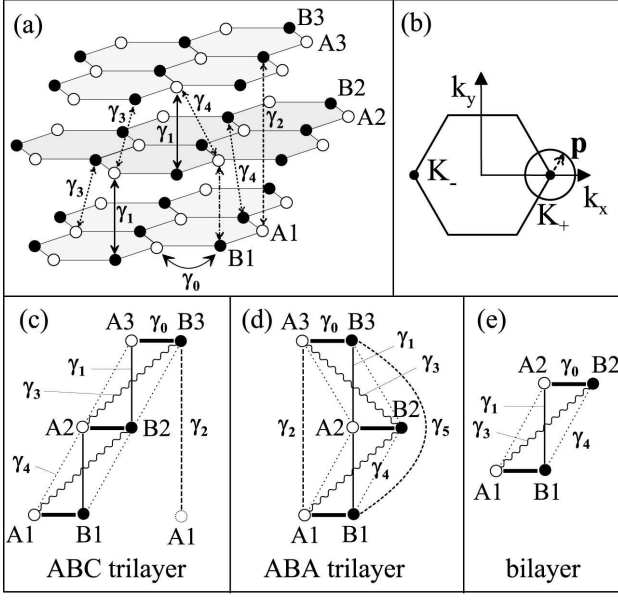 (a)
B3
A3
B2
A2
γ3
γ4
γ1
γ2
γ3
γ4
γ1
A1
B1
γ0
(b)
ky
p
K-
kx
K+
(c)
A3 γ0 B3
γ1
γ3
A2 B2
γ2
γ4
A1 B1 A1
ABC trilayer
(d)
A3 γ0 B3
γ1
γ3
B2
γ2 A2 γ5
γ4
A1 B1
ABA trilayer
(e)
A2 γ0 B2
γ1
γ3
γ4
A1 B1
bilayer